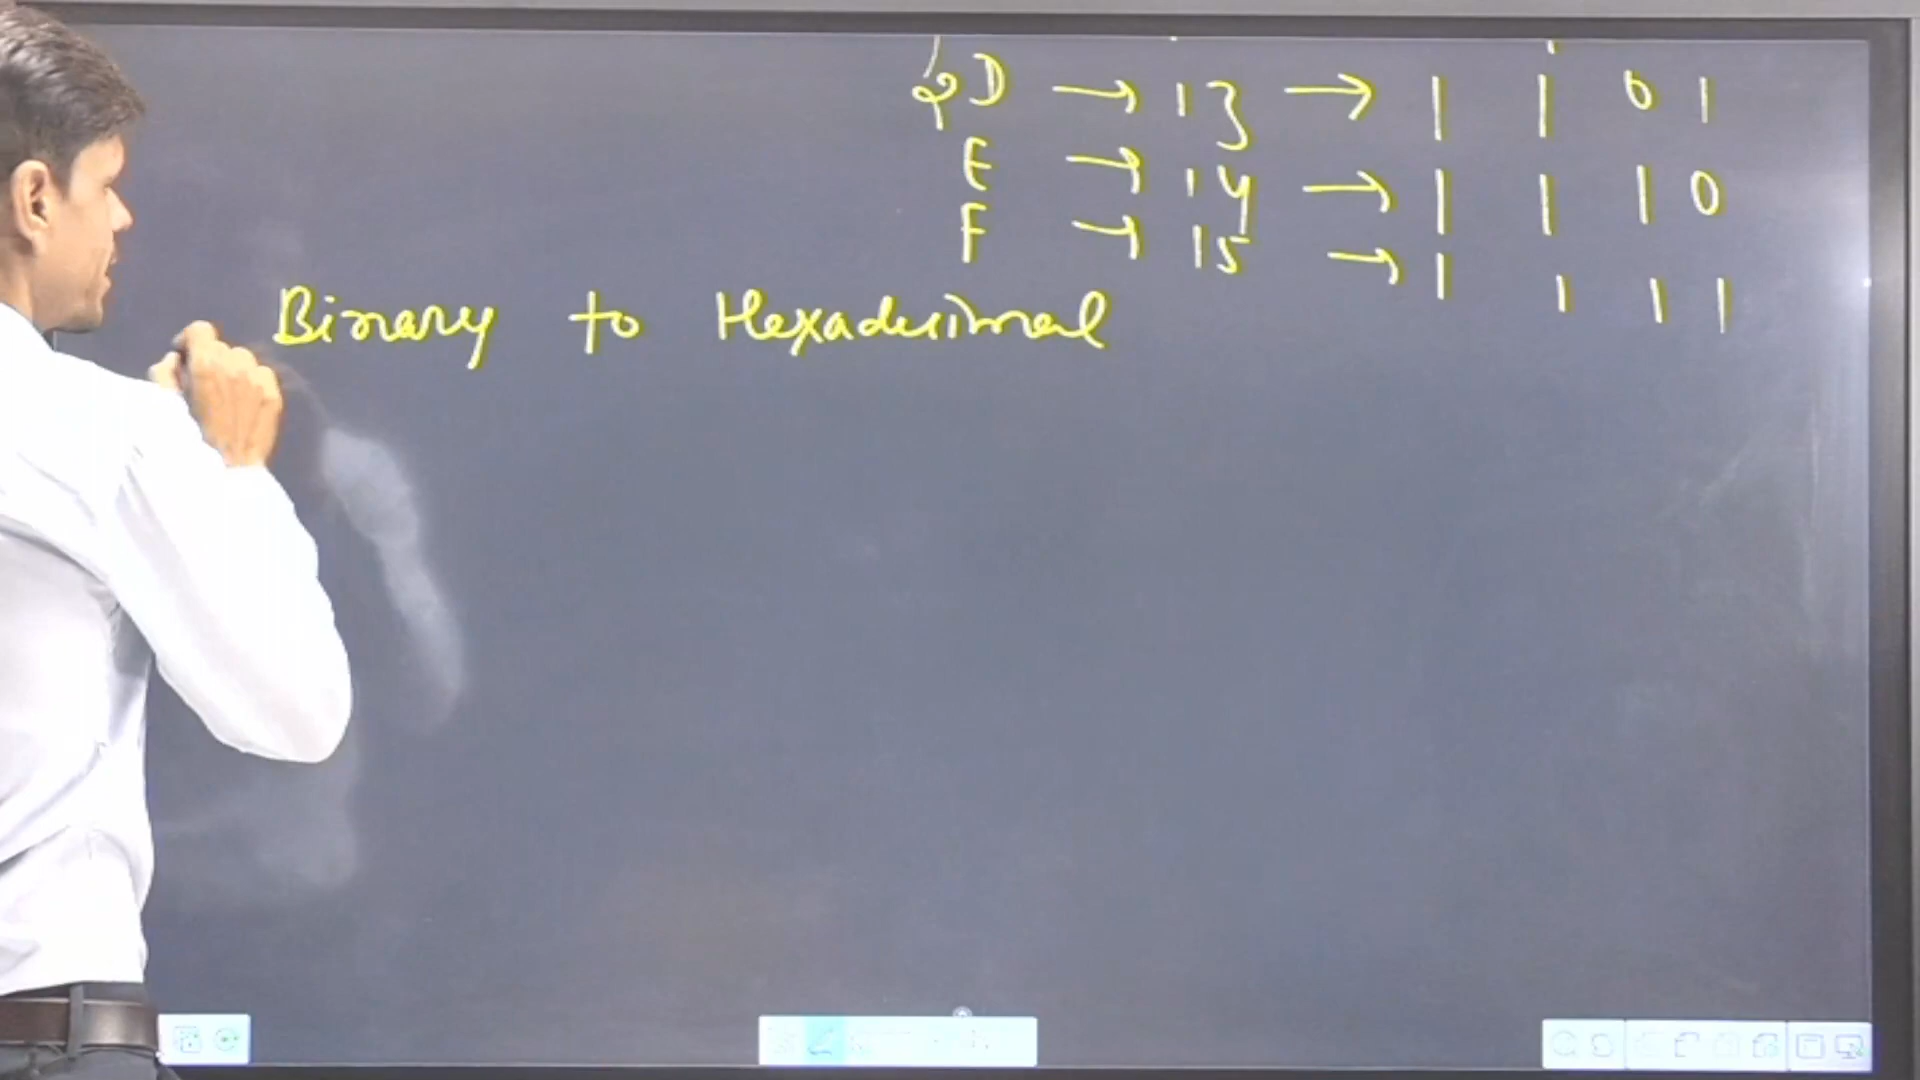 D → 13 → 1 1 0 1
E → 14 → 1 1 1 0
F → 15 → 1 1 1 1
Binary to Hexadecimal